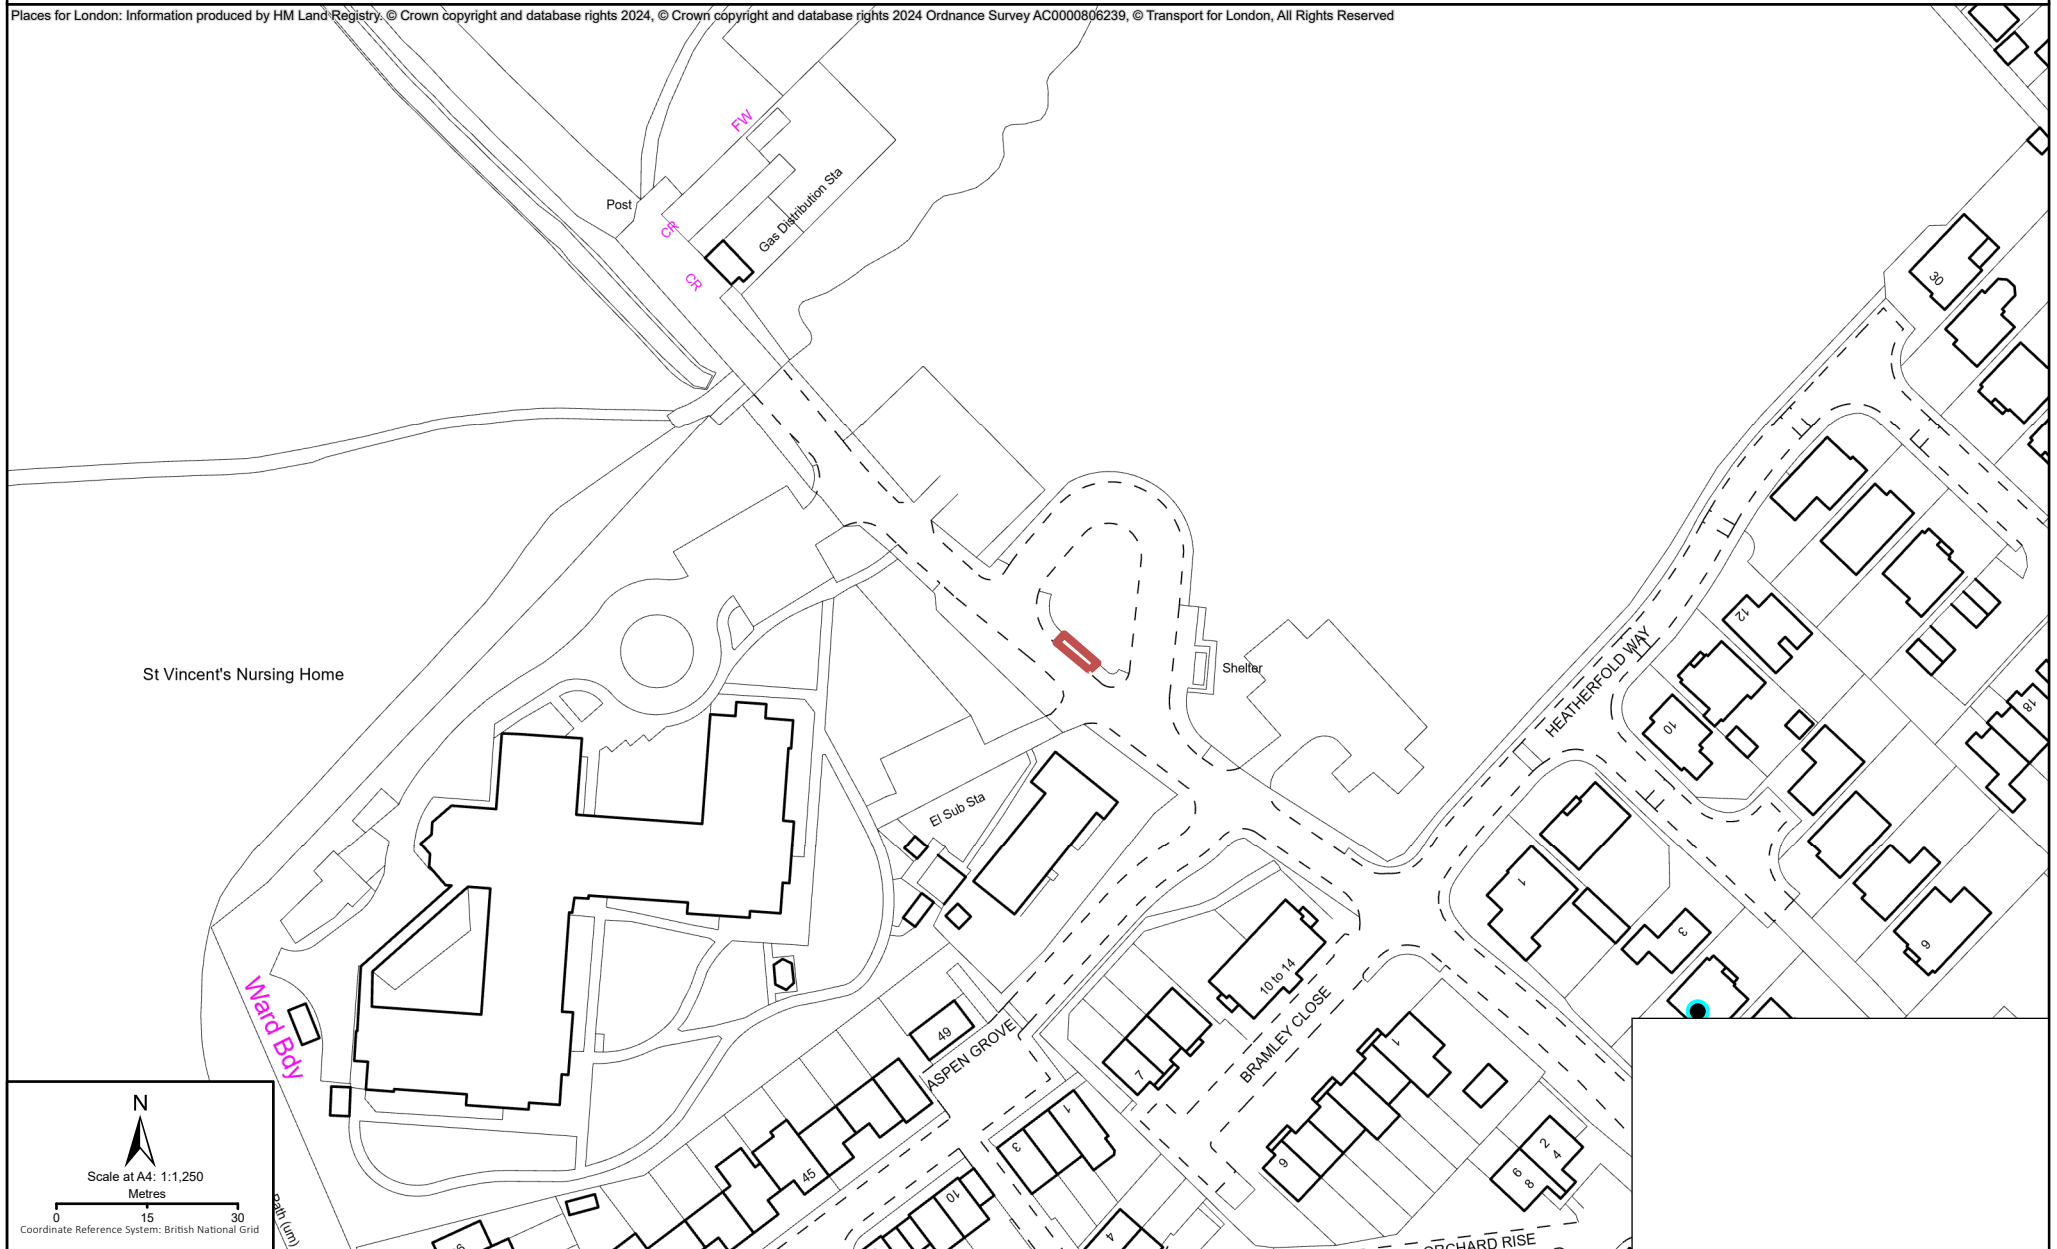 Places for London: Information produced by HM Land Registry. © Crown copyright and database rights 2024, © Crown copyright and database rights 2024 Ordnance Survey AC0000806239, © Transport for London, All Rights Reserved
FW
Post
CR
Gas Distribution Sta
CR
30
12
HEATHERFOLD WAY
Shelter
St Vincent's Nursing Home
18
10
El Sub Sta
1
3
6
10 to 14
Ward Bdy
49
ASPEN GROVE
BRAMLEY CLOSE
7
1
1
3
2
4
6
8
9
45
10
4
ORCHARD RISE
Path (um)
N
Scale at A4: 1:1,250
Metres
0 15 30
Coordinate Reference System: British National Grid